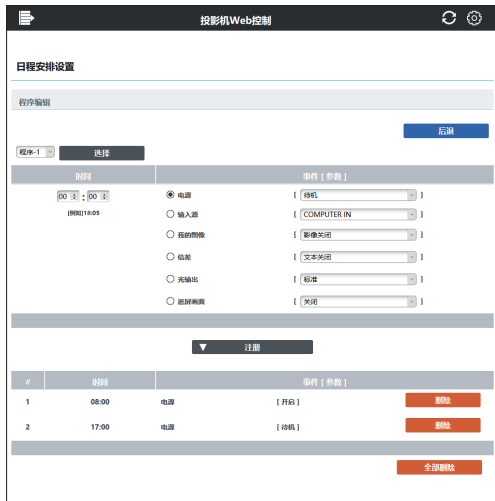 投影机Web控制
日程安排设置
程序编辑
后退
程序-1 选择
时间 事件 [ 参数 ]
00 : 00 电源 [ 待机 ]
[例如]18:05 输入源 [ COMPUTER IN ]
我的图像 [ 影像关闭 ]
信差 [ 文本关闭 ]
光输出 [ 标准 ]
遮屏画面 [ 关闭 ]
▼ 注册
# 时间 事件 [ 参数 ]
1 08:00 电源 [ 开启 ] 删除
2 17:00 电源 [ 待机 ] 删除
全部删除